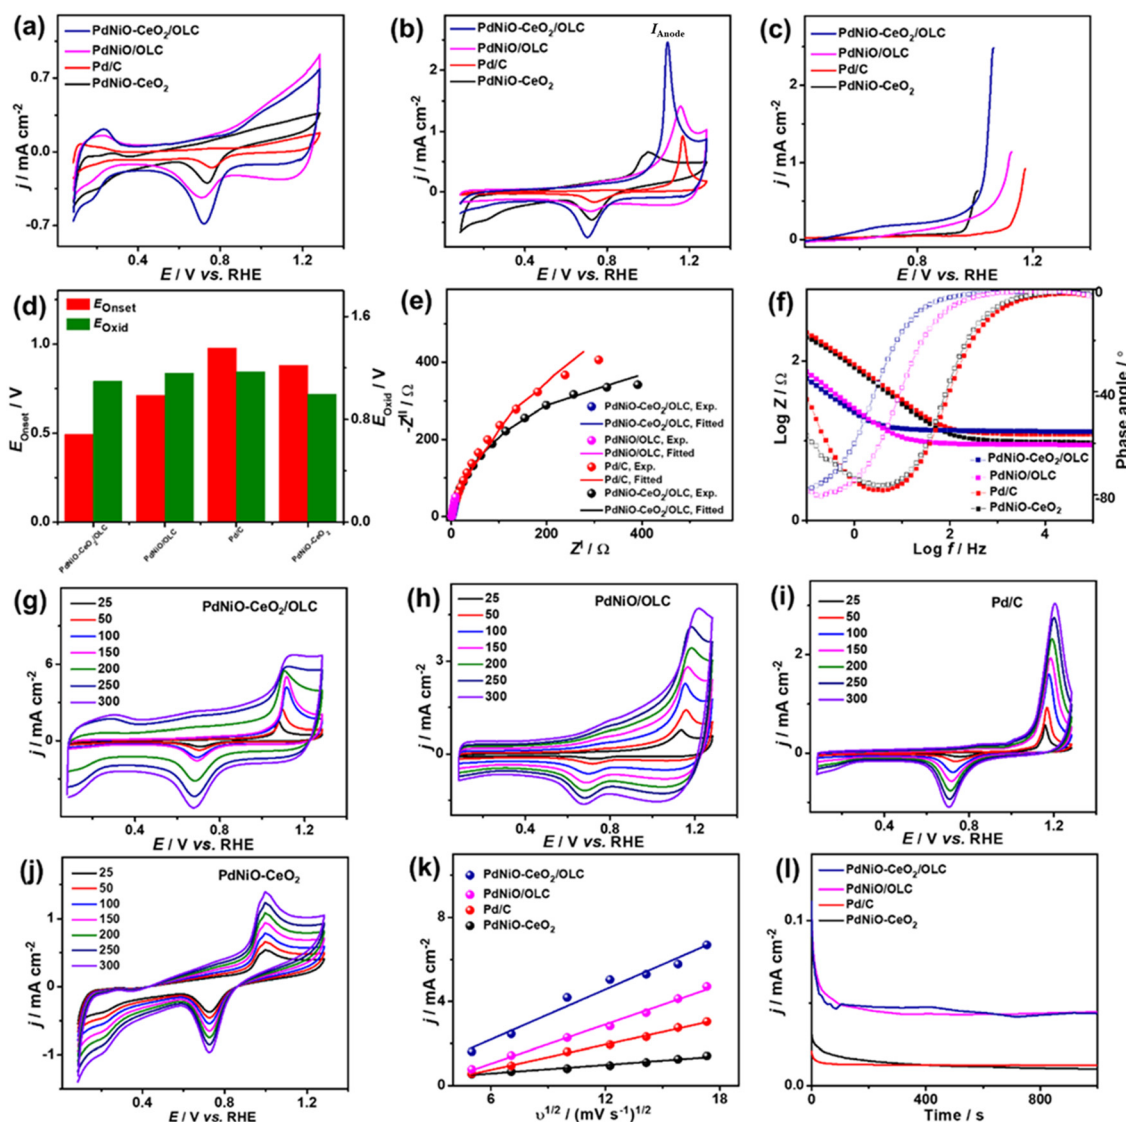 (a)
PdNiO-CeO2/OLC
PdNiO/OLC
Pd/C
PdNiO-CeO2
j / mA cm-2
0.7
0.0
-0.7
0.4 0.8 1.2
E / V vs. RHE
(b)
PdNiO-CeO2/OLC
PdNiO/OLC
Pd/C
PdNiO-CeO2
IAnode
j / mA cm-2
2
1
0
0.4 0.8 1.2
E / V vs. RHE
(c)
PdNiO-CeO2/OLC
PdNiO/OLC
Pd/C
PdNiO-CeO2
j / mA cm-2
2
1
0
0.6 0.9 1.2
E / V vs. RHE
(d)
EOnset
EOxid
EOnset / V
1.0
0.5
0.0
EOxid / V
1.6
0.8
0.0
PdNiO-CeO2/OLC
PdNiO/OLC
Pd/C
PdNiO-CeO2
(e)
-ZII / Ω
400
200
0
PdNiO-CeO2/OLC, Exp.
PdNiO-CeO2/OLC, Fitted
PdNiO/OLC, Exp.
PdNiO/OLC, Fitted
Pd/C, Exp.
Pd/C, Fitted
PdNiO-CeO2/OLC, Exp.
PdNiO-CeO2/OLC, Fitted
0 200 400 600
ZI / Ω
(f)
Log Z / Ω
2
0
Phase angle / °
0
-40
-80
PdNiO-CeO2/OLC
PdNiO/OLC
Pd/C
PdNiO-CeO2
0 2 4
Log f / Hz
(g)
PdNiO-CeO2/OLC
25
50
100
150
200
250
300
j / mA cm-2
6
0
0.4 0.8 1.2
E / V vs. RHE
(h)
PdNiO/OLC
25
50
100
150
200
250
300
j / mA cm-2
3
0
0.4 0.8 1.2
E / V vs. RHE
(i)
Pd/C
25
50
100
150
200
250
300
j / mA cm-2
2
0
0.4 0.8 1.2
E / V vs. RHE
(j)
PdNiO-CeO2
25
50
100
150
200
250
300
j / mA cm-2
1
0
-1
0.4 0.8 1.2
E / V vs. RHE
(k)
PdNiO-CeO2/OLC
PdNiO/OLC
Pd/C
PdNiO-CeO2
j / mA cm-2
8
4
0
6 12 18
υ1/2 / (mV s-1)1/2
(l)
PdNiO-CeO2/OLC
PdNiO/OLC
Pd/C
PdNiO-CeO2
j / mA cm-2
0.1
0.0
0 400 800
Time / s